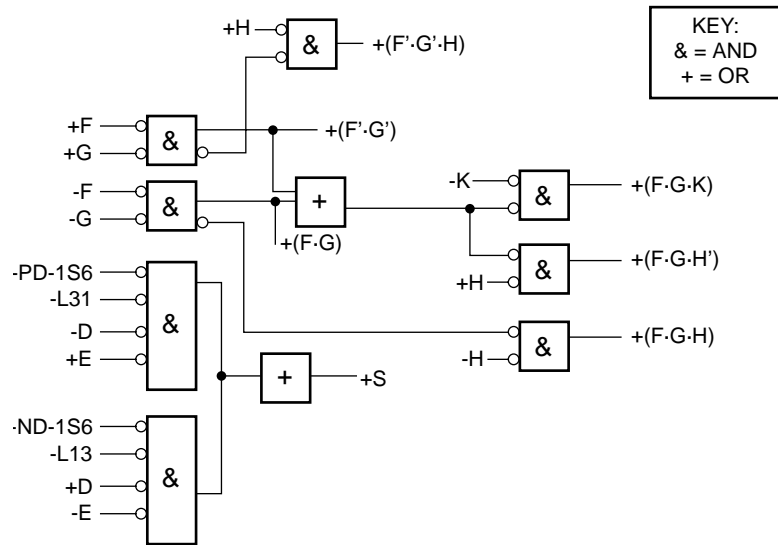 +H
&
+(F'·G'·H)
KEY:
& = AND
+ = OR
+F
+G
&
+(F'·G')
-F
-G
&
+
+(F·G)
-K
&
+(F·G·K)
+H
&
+(F·G·H')
-H
&
+(F·G·H)
-PD-1S6
-L31
-D
+E
&
+
+S
-ND-1S6
-L13
+D
-E
&